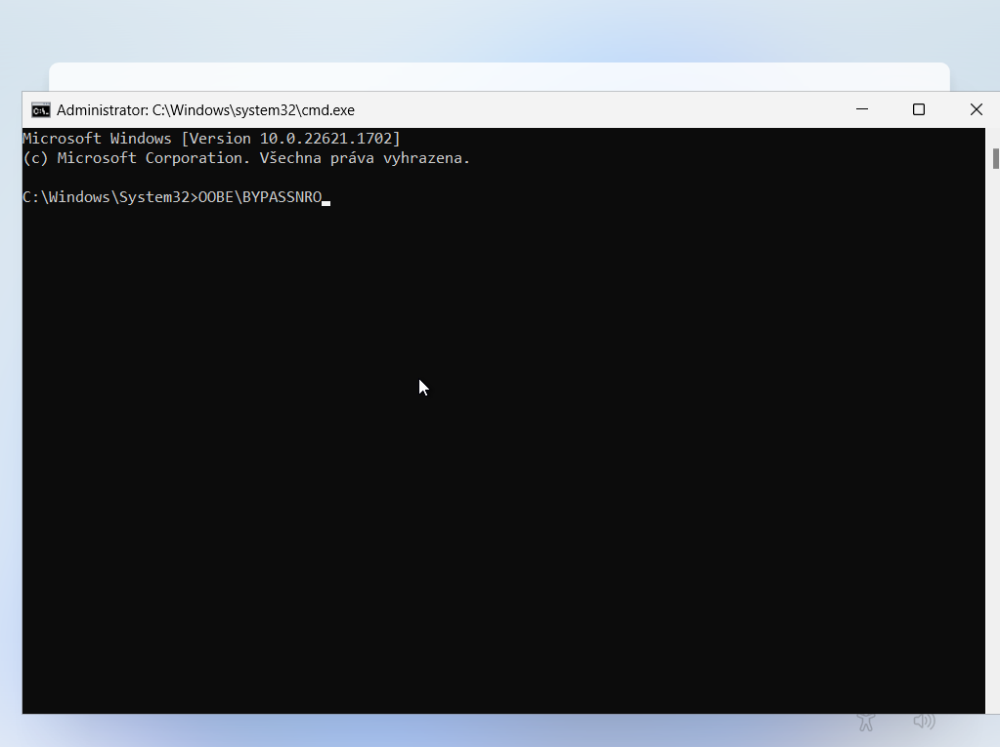 Administrator: C:\Windows\system32\cmd.exe
Microsoft Windows [Version 10.0.22621.1702]
(c) Microsoft Corporation. Všechna práva vyhrazena.
C:\Windows\System32>OOBE\BYPASSNRO